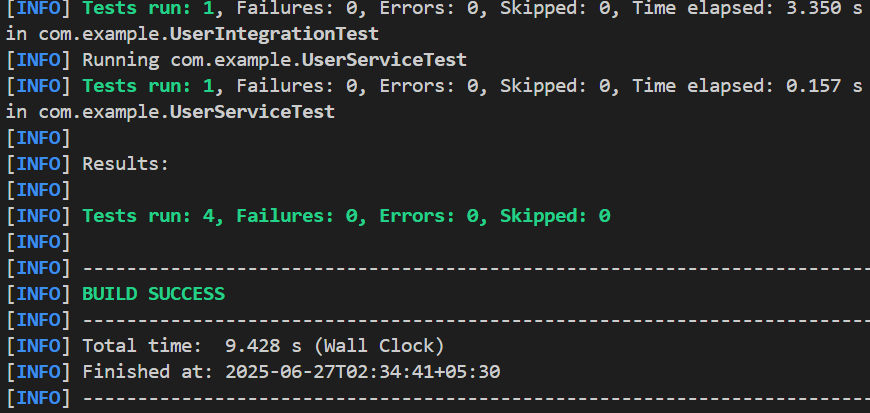 [INFO] Tests run: 1, Failures: 0, Errors: 0, Skipped: 0, Time elapsed: 3.350 s
in com.example.UserIntegrationTest
[INFO] Running com.example.UserServiceTest
[INFO] Tests run: 1, Failures: 0, Errors: 0, Skipped: 0, Time elapsed: 0.157 s
in com.example.UserServiceTest
[INFO]
[INFO] Results:
[INFO]
[INFO] Tests run: 4, Failures: 0, Errors: 0, Skipped: 0
[INFO]
[INFO] ------------------------------------------------------------------------
[INFO] BUILD SUCCESS
[INFO] ------------------------------------------------------------------------
[INFO] Total time:  9.428 s (Wall Clock)
[INFO] Finished at: 2025-06-27T02:34:41+05:30
[INFO] ------------------------------------------------------------------------